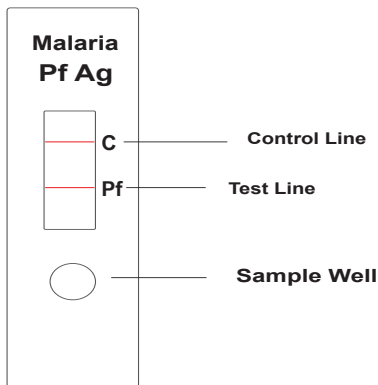 Malaria
Pf Ag
C
Control Line
Pf
Test Line
Sample Well